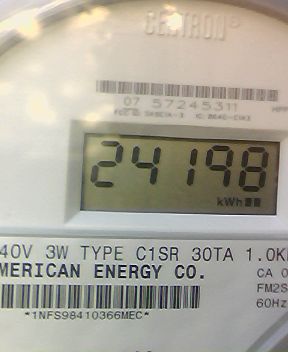 CENTRON®
07 57245311
24198
kWh
40V 3W TYPE C1SR 30TA 1.0K
MERICAN ENERGY CO.
CA 0
FM2S
60Hz
*1NFS98410366MEC*